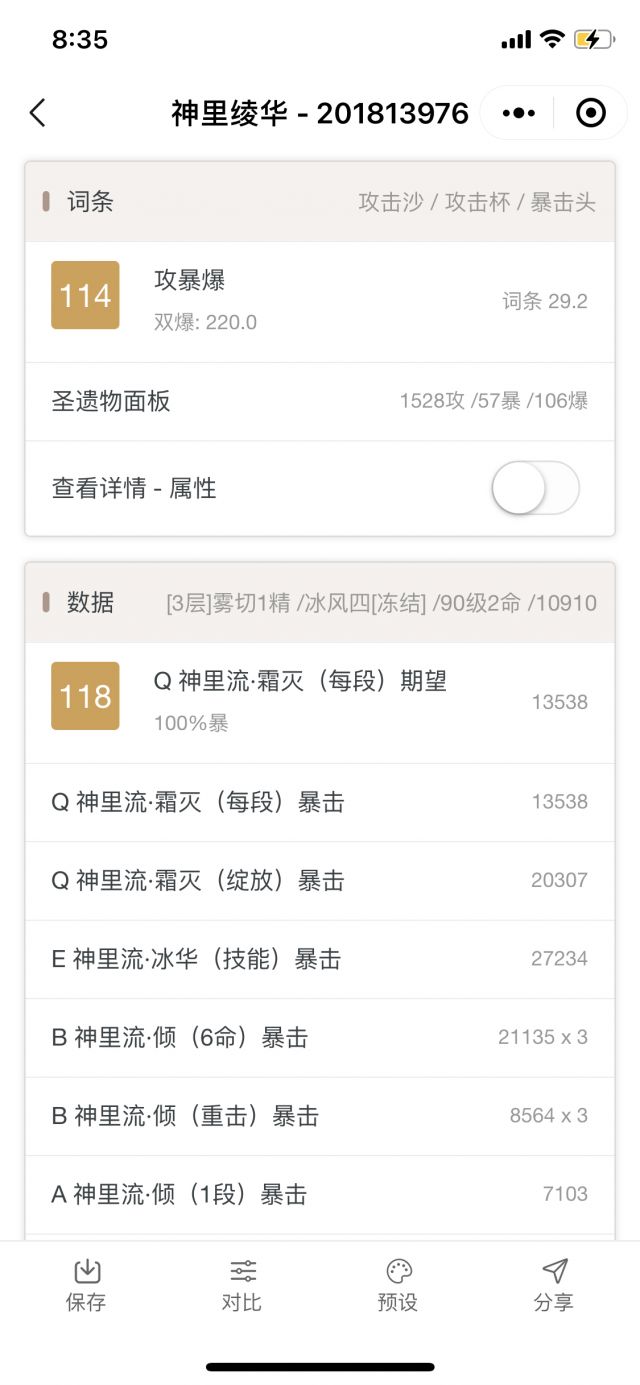 8:35
神里绫华 - 201813976
词条 攻击沙 / 攻击杯 / 暴击头
114 攻暴爆 词条 29.2
双爆: 220.0
圣遗物面板 1528攻 /57暴 /106爆
查看详情 - 属性
数据 [3层]雾切1精 /冰风四[冻结] /90级2命 /10910
118 Q 神里流·霜灭（每段）期望 13538
100%暴
Q 神里流·霜灭（每段）暴击 13538
Q 神里流·霜灭（绽放）暴击 20307
E 神里流·冰华（技能）暴击 27234
B 神里流·倾（6命）暴击 21135 x 3
B 神里流·倾（重击）暴击 8564 x 3
A 神里流·倾（1段）暴击 7103
保存 对比 预设 分享